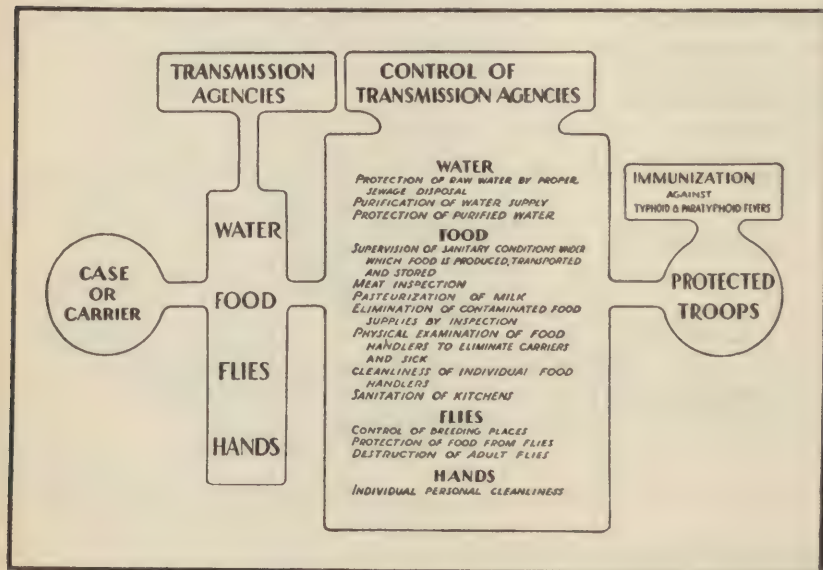 TRANSMISSION
AGENCIES
CONTROL OF
TRANSMISSION AGENCIES
CASE
OR
CARRIER
WATER
FOOD
FLIES
HANDS
WATER
PROTECTION OF RAW WATER BY PROPER
SEWAGE DISPOSAL
PURIFICATION OF WATER SUPPLY
PROTECTION OF PURIFIED WATER
FOOD
SUPERVISION OF SANITARY CONDITIONS UNDER
WHICH FOOD IS PRODUCED, TRANSPORTED
AND STORED
MEAT INSPECTION
PASTEURIZATION OF MILK
ELIMINATION OF CONTAMINATED FOOD
SUPPLIES BY INSPECTION
PHYSICAL EXAMINATION OF FOOD
HANDLERS TO ELIMINATE CARRIERS
AND SICK
CLEANLINESS OF INDIVIDUAL FOOD
HANDLERS
SANITATION OF KITCHENS
FLIES
CONTROL OF BREEDING PLACES
PROTECTION OF FOOD FROM FLIES
DESTRUCTION OF ADULT FLIES
HANDS
INDIVIDUAL PERSONAL CLEANLINESS
IMMUNIZATION
AGAINST
TYPHOID & PARATYPHOID FEVERS
PROTECTED
TROOPS